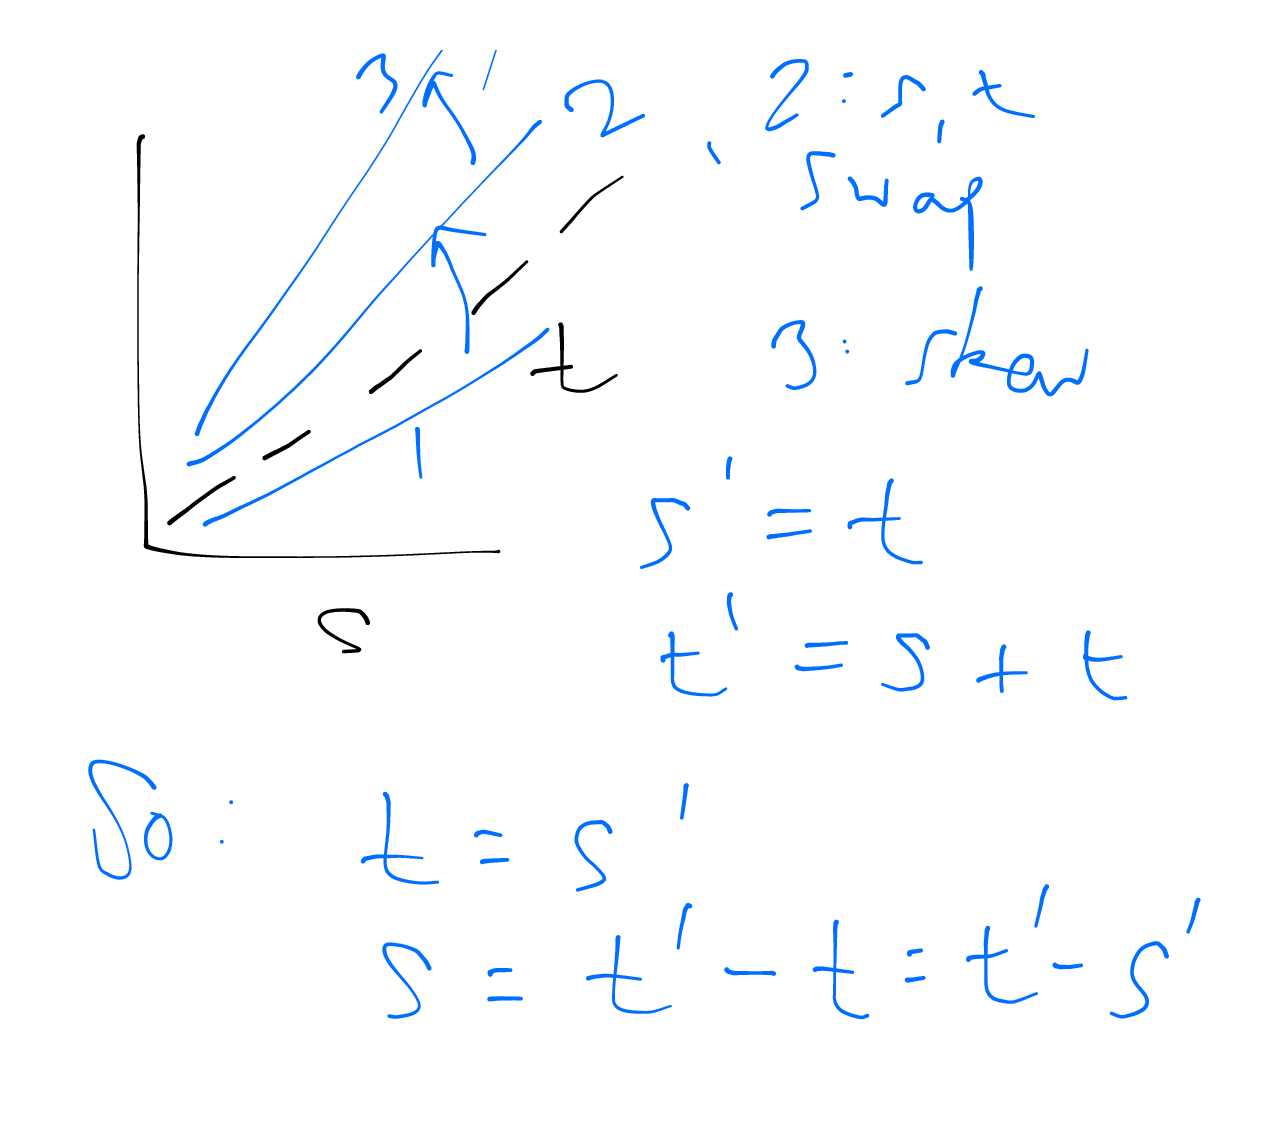 3
2
t
1
s
2: s, t
swap
3: skew
s' = t
t' = s + t
So: t = s'
s = t' - t = t' - s'